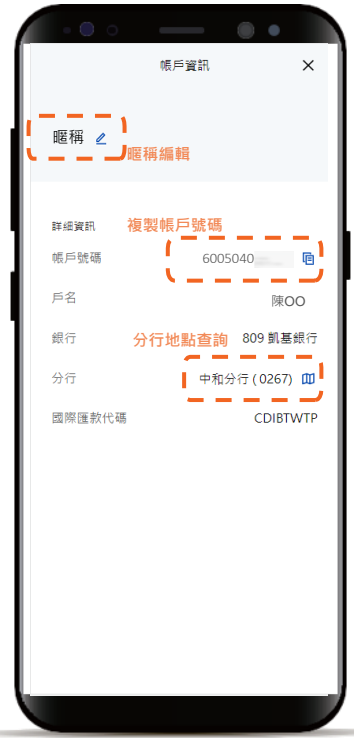 帳戶資訊
暱稱
暱稱編輯
詳細資訊 複製帳戶號碼
帳戶號碼 6005040
戶名 陳OO
銀行 分行地點查詢 809 凱基銀行
分行 中和分行 ( 0267)
國際匯款代碼 CDIBTWTP